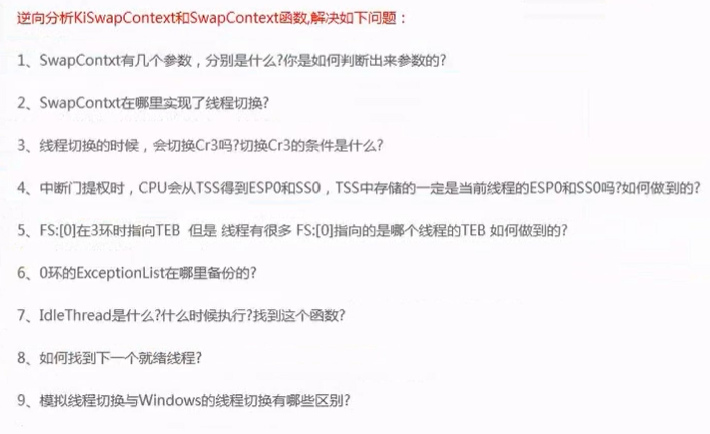 逆向分析KiSwapContext和SwapContext函数,解决如下问题：
1、SwapContxt有几个参数，分别是什么?你是如何判断出来参数的?
2、SwapContxt在哪里实现了线程切换?
3、线程切换的时候，会切换Cr3吗?切换Cr3的条件是什么?
4、中断门提权时，CPU会从TSS得到ESP0和SS0，TSS中存储的一定是当前线程的ESP0和SS0吗?如何做到的?
5、FS:[0]在3环时指向TEB 但是 线程有很多 FS:[0]指向的是哪个线程的TEB 如何做到的?
6、0环的ExceptionList在哪里备份的?
7、IdleThread是什么?什么时候执行?找到这个函数?
8、如何找到下一个就绪线程?
9、模拟线程切换与Windows的线程切换有哪些区别?